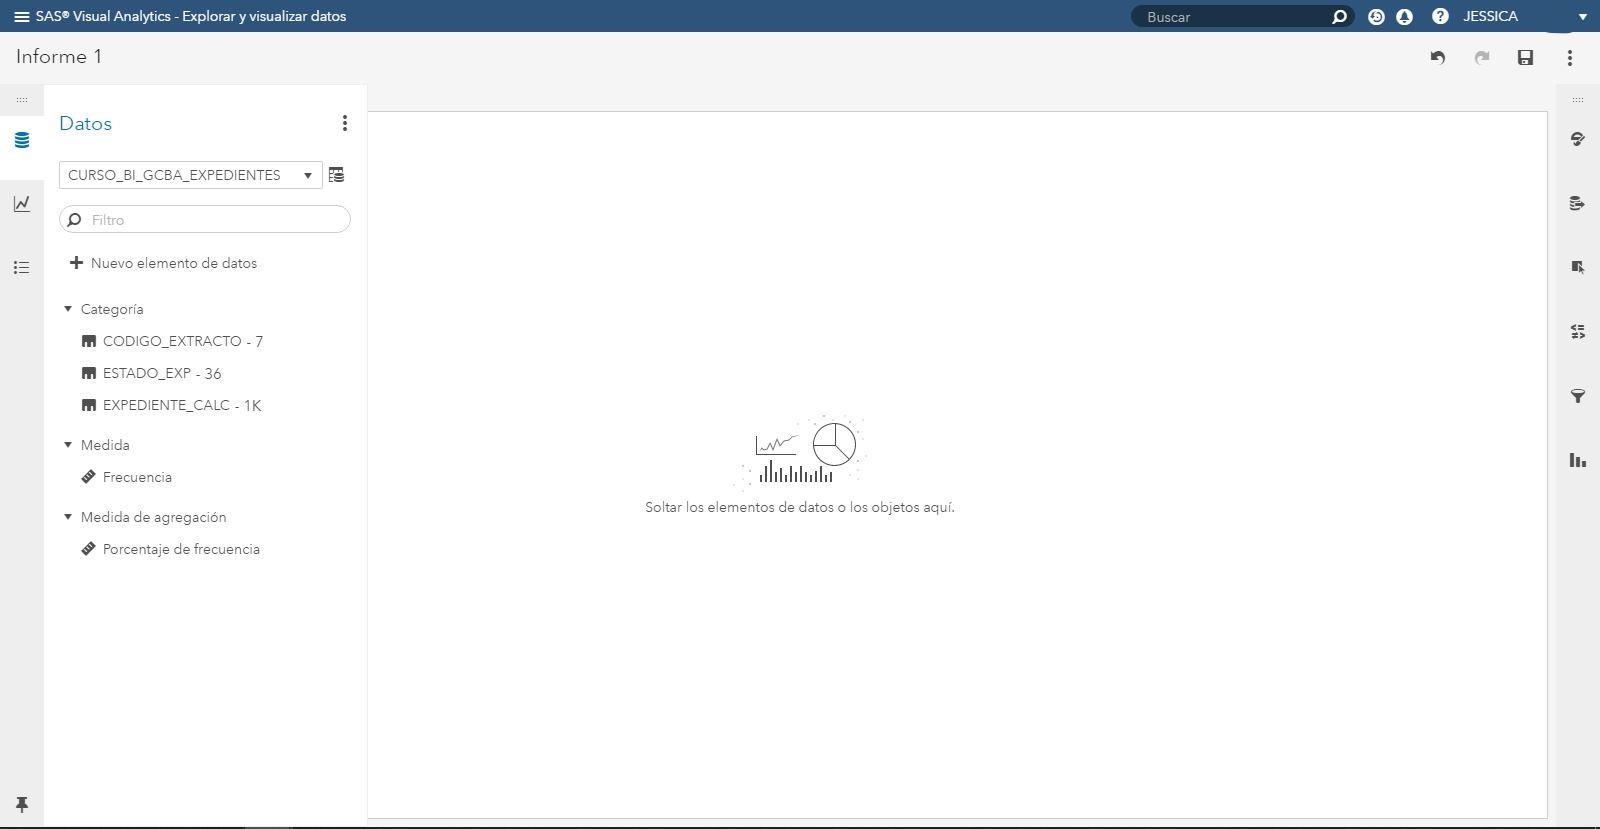 SAS® Visual Analytics - Explorar y visualizar datos
Buscar
JESSICA
Informe 1
Datos
CURSO_BI_GCBA_EXPEDIENTES
Filtro
Nuevo elemento de datos
Categoría
CODIGO_EXTRACTO - 7
ESTADO_EXP - 36
EXPEDIENTE_CALC - 1K
Medida
Frecuencia
Medida de agregación
Porcentaje de frecuencia
Soltar los elementos de datos o los objetos aquí.